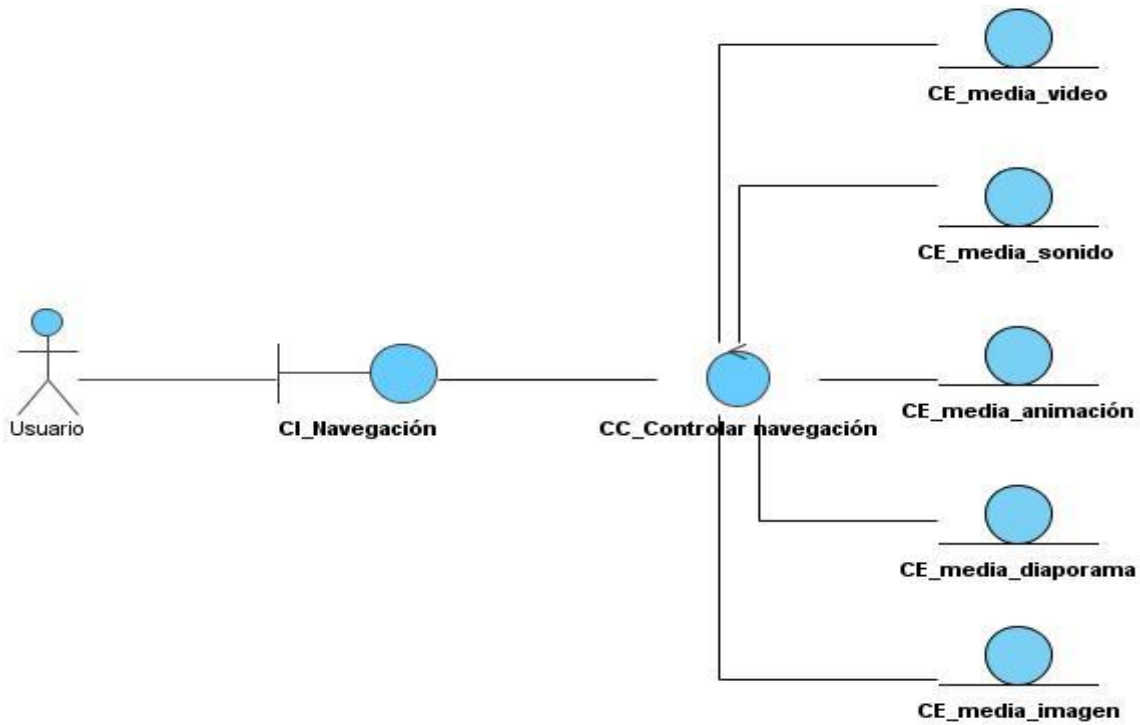 CE_media_video
CE_media_sonido
CE_media_animación
Usuario
CI_Navegación
CC_Controlar navegación
CE_media_diaporama
CE_media_imagen